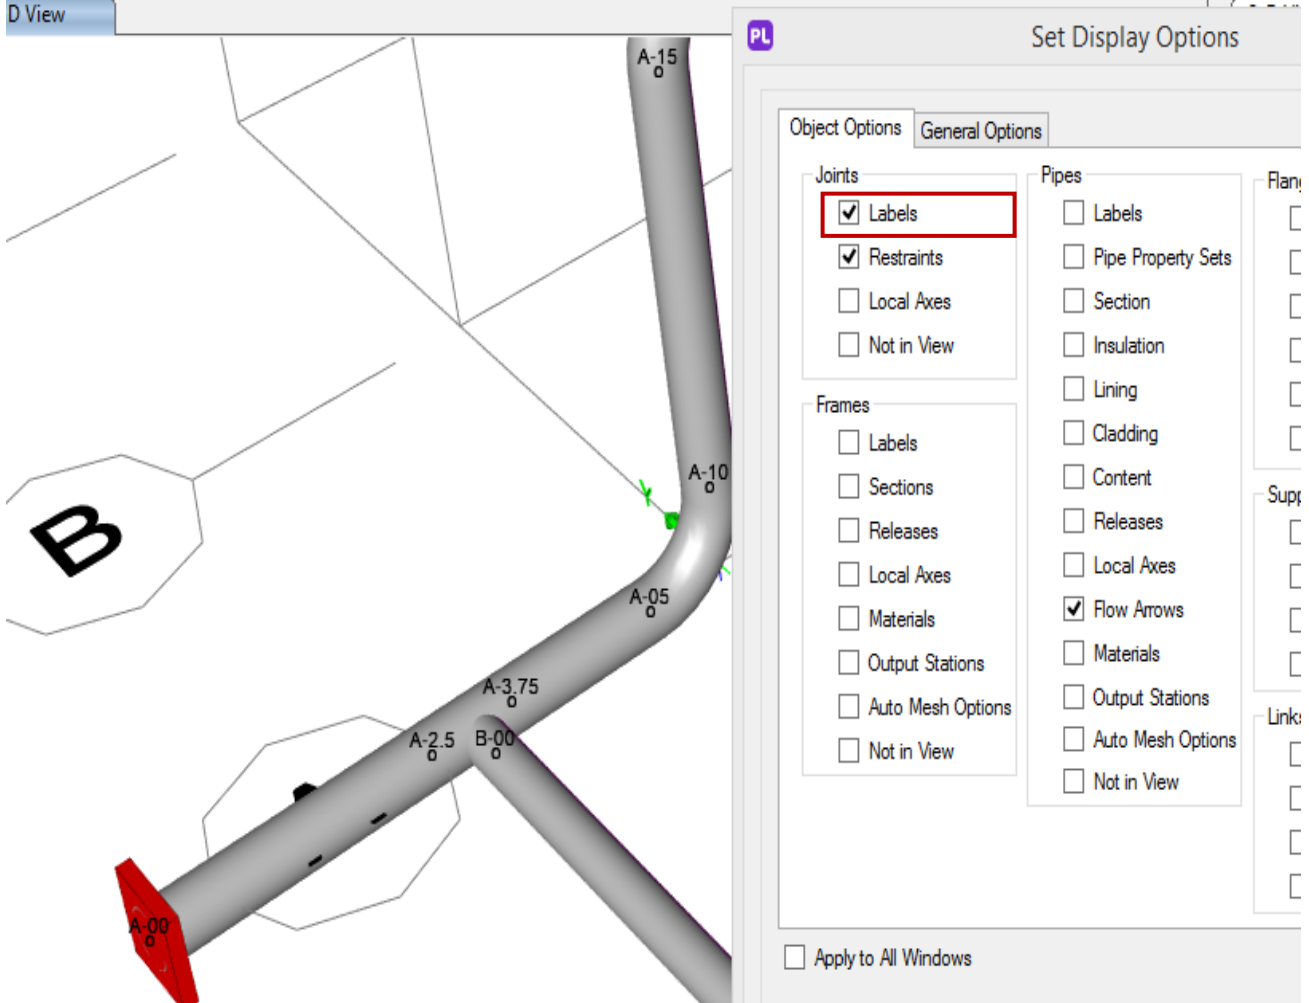 D View
PL
Set Display Options
Object Options
General Options
Joints
Labels
Restraints
Local Axes
Not in View
Frames
Labels
Sections
Releases
Local Axes
Materials
Output Stations
Auto Mesh Options
Not in View
Pipes
Labels
Pipe Property Sets
Section
Insulation
Lining
Cladding
Content
Releases
Local Axes
Flow Arrows
Materials
Output Stations
Auto Mesh Options
Not in View
Flang
Supp
Links
Apply to All Windows
A-15
A-10
A-05
A-3.75
A-2.5
B-00
A-00
B